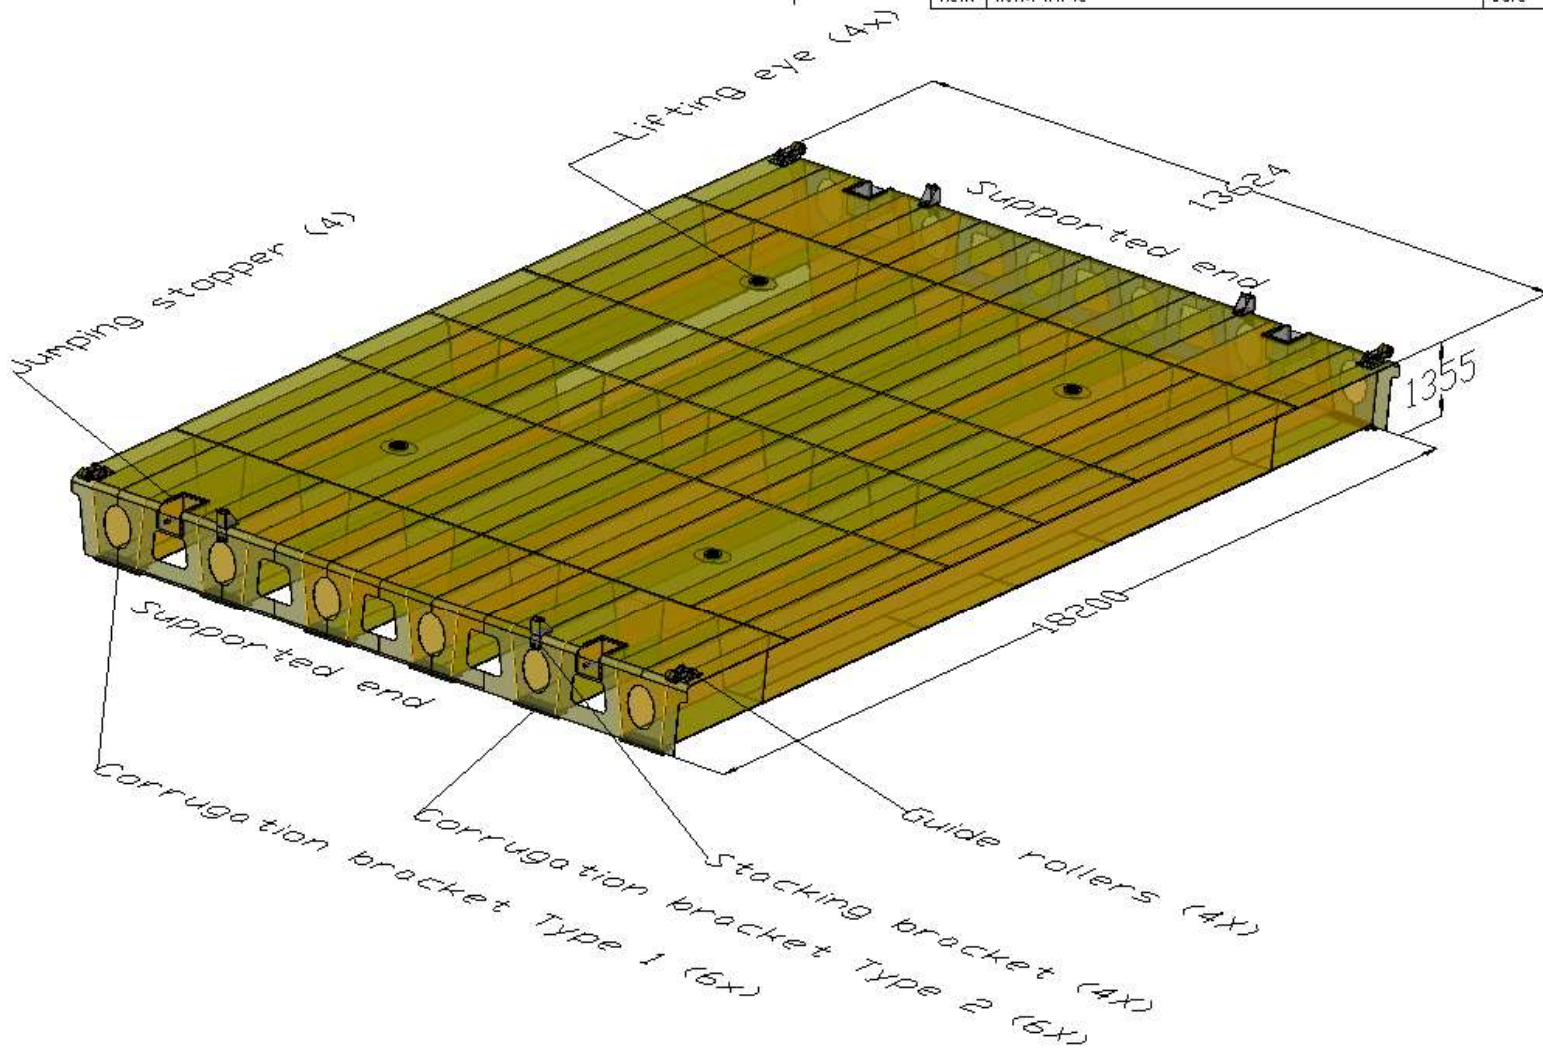 Lifting eye (4x)
13624
Supported end
Jumping stopper (4)
1355
18200
Supported end
Guide rollers (4X)
Stacking bracket (4X)
Corrugation bracket Type 2 (6X)
Corrugation bracket Type 1 (6x)